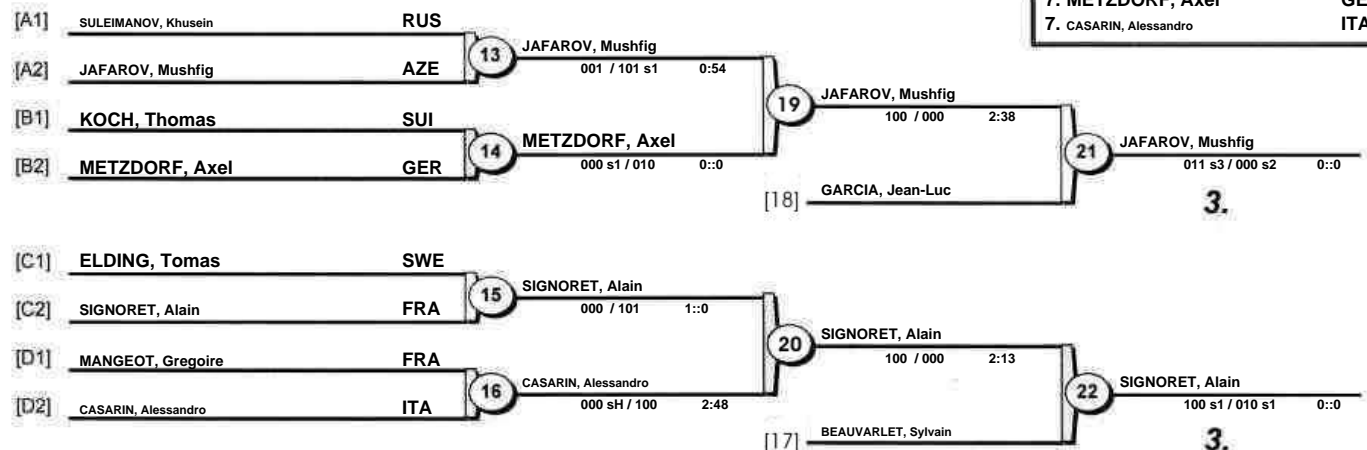 7. METZDORF, Axel GE
7. CASARIN, Alessandro ITA
[A1] SULEIMANOV, Khusein RUS
13 JAFAROV, Mushfig
001 / 101 s1 0:54
[A2] JAFAROV, Mushfig AZE
19 JAFAROV, Mushfig
100 / 000 2:38
[B1] KOCH, Thomas SUI
14 METZDORF, Axel
000 s1 / 010 0::0
[B2] METZDORF, Axel GER
21 JAFAROV, Mushfig
011 s3 / 000 s2 0::0
[18] GARCIA, Jean-Luc
3.
[C1] ELDING, Tomas SWE
15 SIGNORET, Alain
000 / 101 1::0
[C2] SIGNORET, Alain FRA
20 SIGNORET, Alain
100 / 000 2:13
[D1] MANGEOT, Gregoire FRA
16 CASARIN, Alessandro
000 sH / 100 2:48
[D2] CASARIN, Alessandro ITA
22 SIGNORET, Alain
100 s1 / 010 s1 0::0
[17] BEAUVARLET, Sylvain
3.